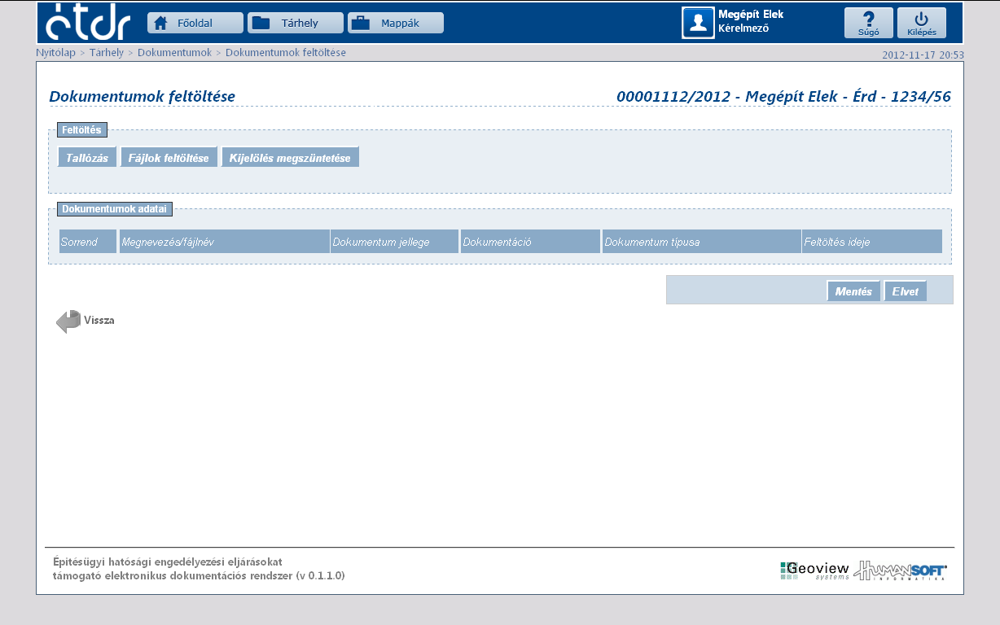 étdr
Főoldal
Tárhely
Mappák
Megépít Elek
Kérelmező
Súgó
Kilépés
Nyitólap > Tárhely > Dokumentumok > Dokumentumok feltöltése
2012-11-17 20:53
Dokumentumok feltöltése
00001112/2012 - Megépít Elek - Érd - 1234/56
Feltöltés
Tallózás
Fájlok feltöltése
Kijelölés megszüntetése
Dokumentumok adatai
Sorrend
Megnevezés/fájlnév
Dokumentum jellege
Dokumentáció
Dokumentum típusa
Feltöltés ideje
Mentés
Elvet
Vissza
Építésügyi hatósági engedélyezési eljárásokat
támogató elektronikus dokumentációs rendszer (v 0.1.1.0)
Geoview
systems
HUMANSOFT
INFORMATIKA